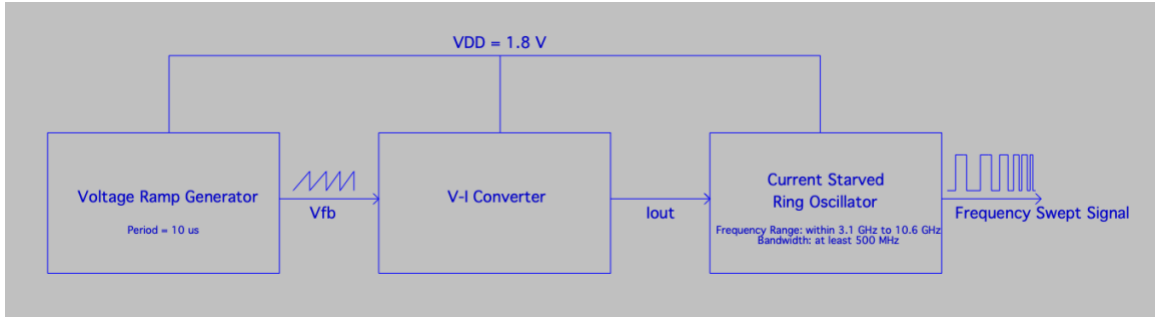 VDD = 1.8 V
Voltage Ramp Generator
Period = 10 us
Vfb
V-I Converter
Iout
Current Starved
Ring Oscillator
Frequency Range: within 3.1 GHz to 10.6 GHz
Bandwidth: at least 500 MHz
Frequency Swept Signal